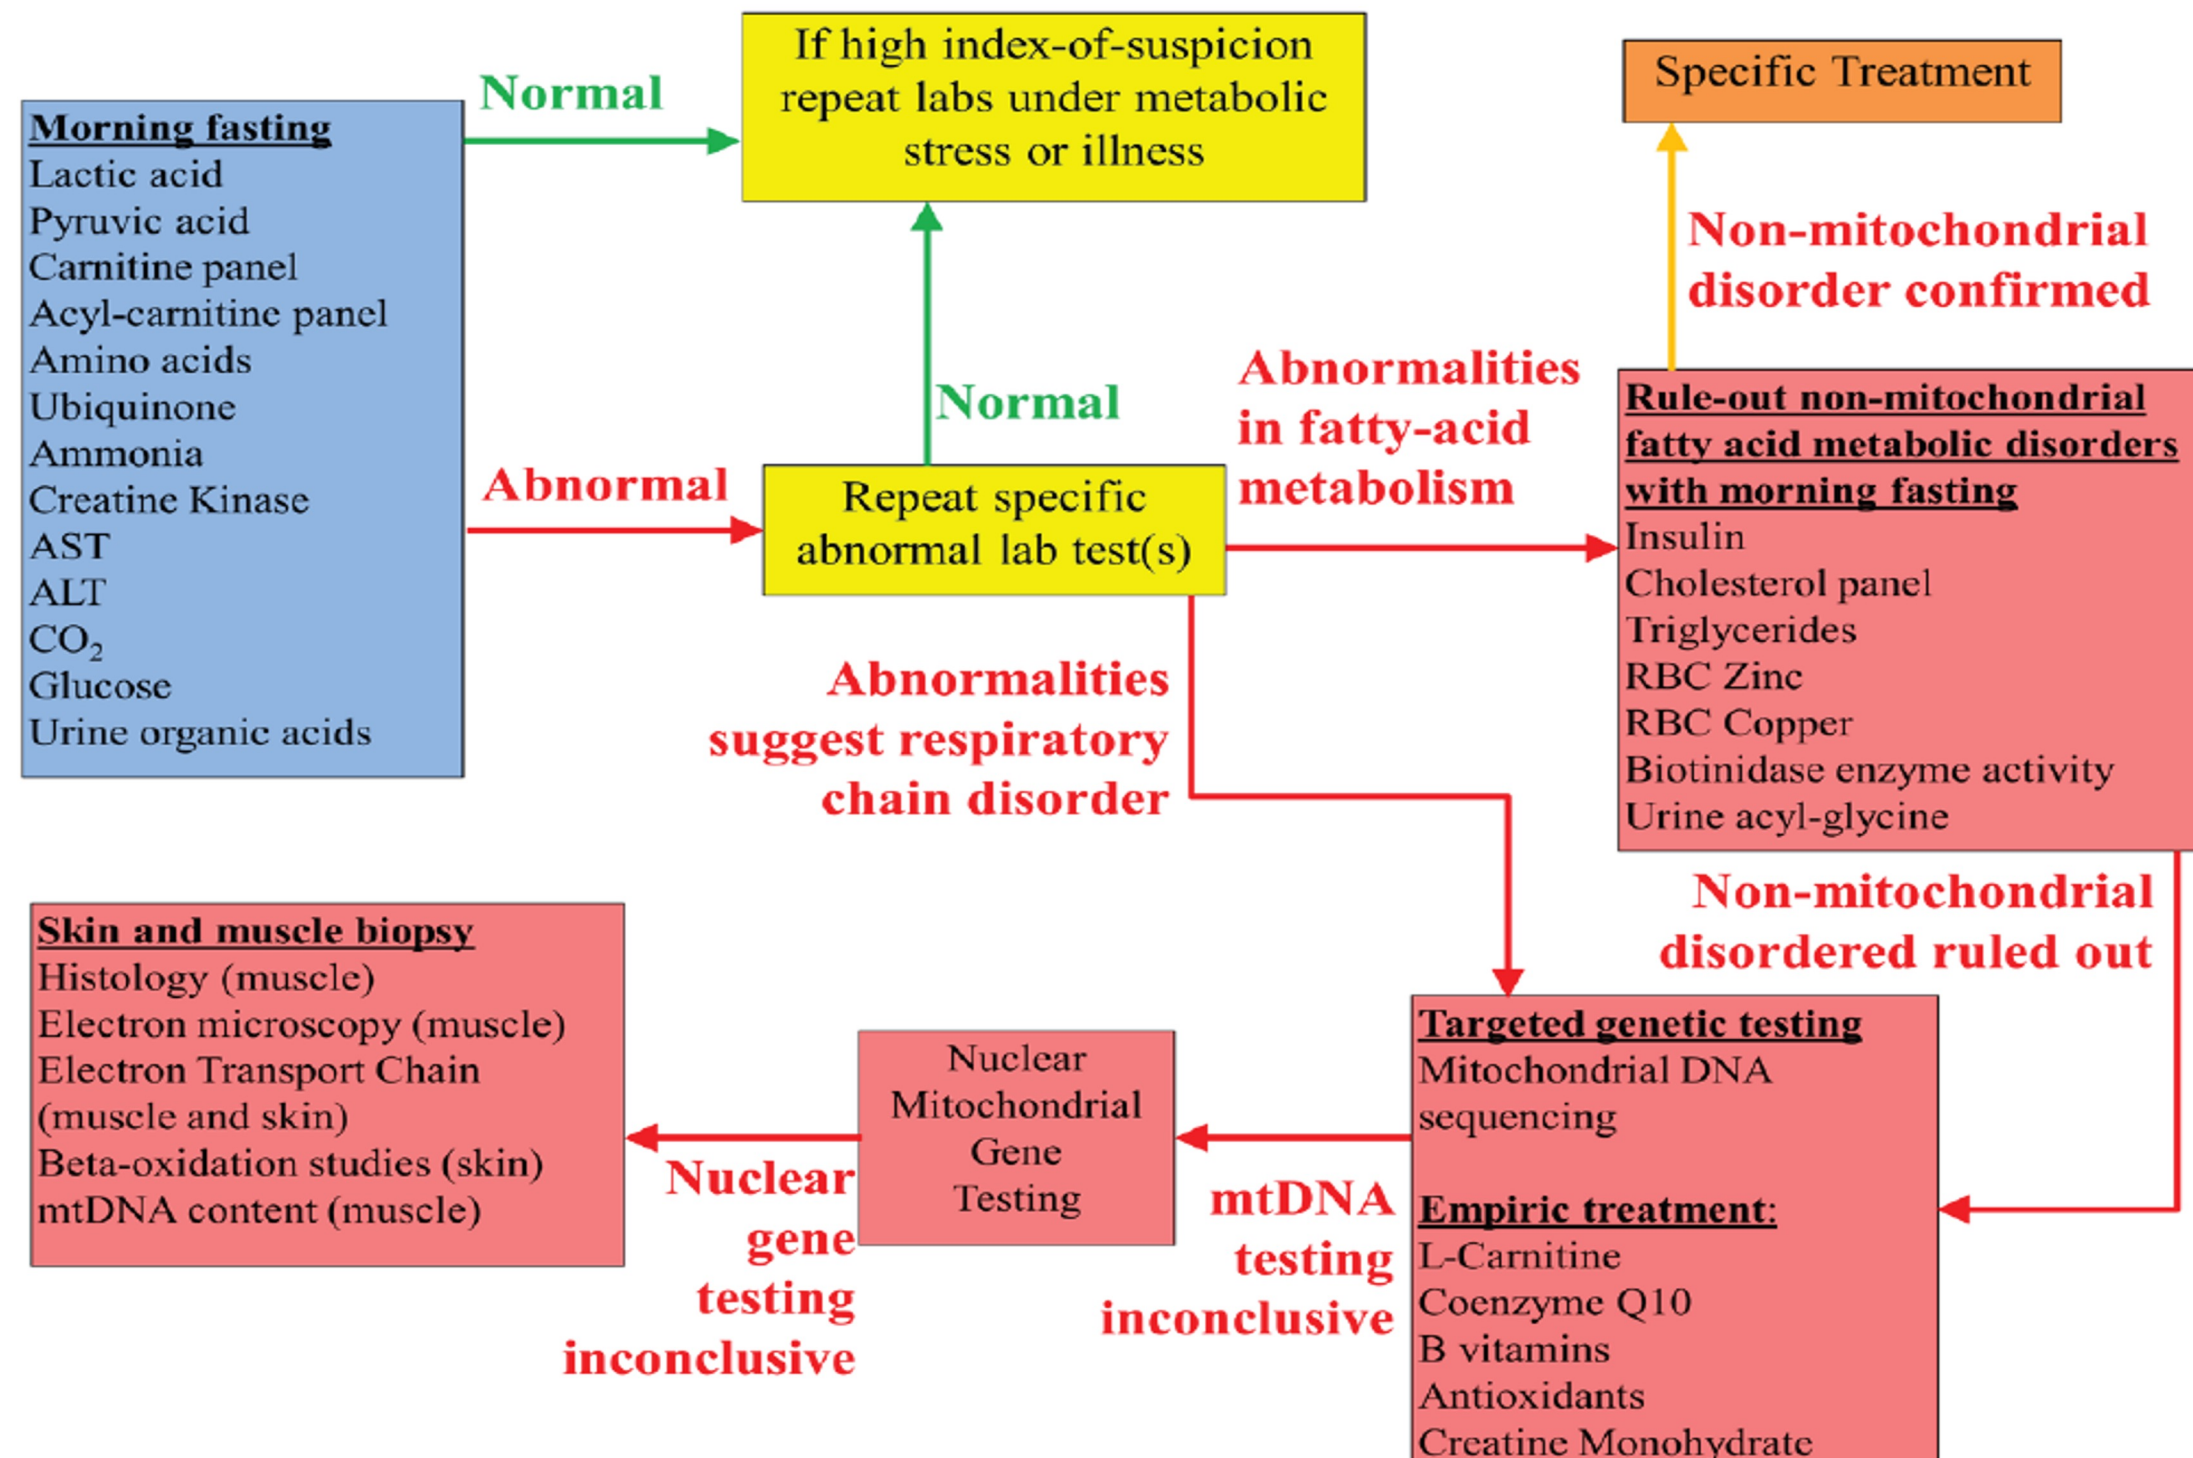 Morning fasting
Lactic acid
Pyruvic acid
Carnitine panel
Acyl-carnitine panel
Amino acids
Ubiquinone
Ammonia
Creatine Kinase
AST
ALT
CO₂
Glucose
Urine organic acids
Normal
If high index-of-suspicion
repeat labs under metabolic
stress or illness
Abnormal
Normal
Repeat specific
abnormal lab test(s)
Abnormalities
in fatty-acid
metabolism
Specific Treatment
Non-mitochondrial
disorder confirmed
Rule-out non-mitochondrial
fatty acid metabolic disorders
with morning fasting
Insulin
Cholesterol panel
Triglycerides
RBC Zinc
RBC Copper
Biotinidase enzyme activity
Urine acyl-glycine
Abnormalities
suggest respiratory
chain disorder
Non-mitochondrial
disordered ruled out
Targeted genetic testing
Mitochondrial DNA
sequencing
Empiric treatment:
L-Carnitine
Coenzyme Q10
B vitamins
Antioxidants
Creatine Monohydrate
mtDNA
testing
inconclusive
Nuclear
Mitochondrial
Gene
Testing
Nuclear
gene
testing
inconclusive
Skin and muscle biopsy
Histology (muscle)
Electron microscopy (muscle)
Electron Transport Chain
(muscle and skin)
Beta-oxidation studies (skin)
mtDNA content (muscle)